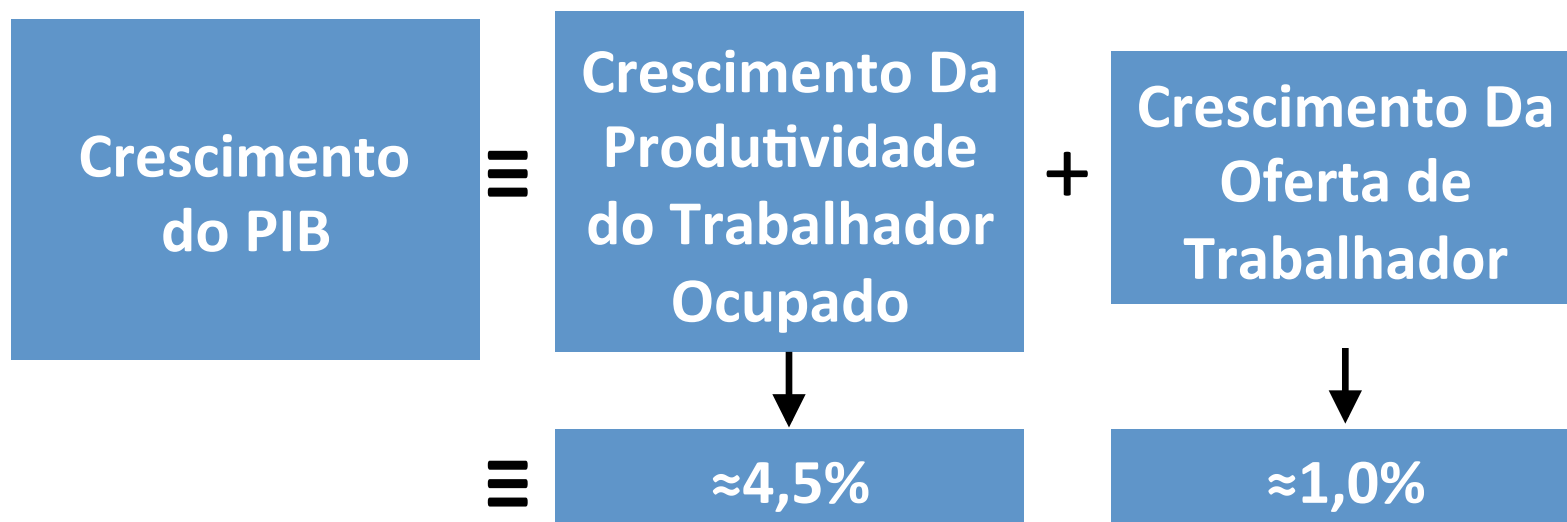 Crescimento
do PIB
≡
Crescimento Da
Produtividade
do Trabalhador
Ocupado
+
Crescimento Da
Oferta de
Trabalhador
≡
≈4,5%
≈1,0%